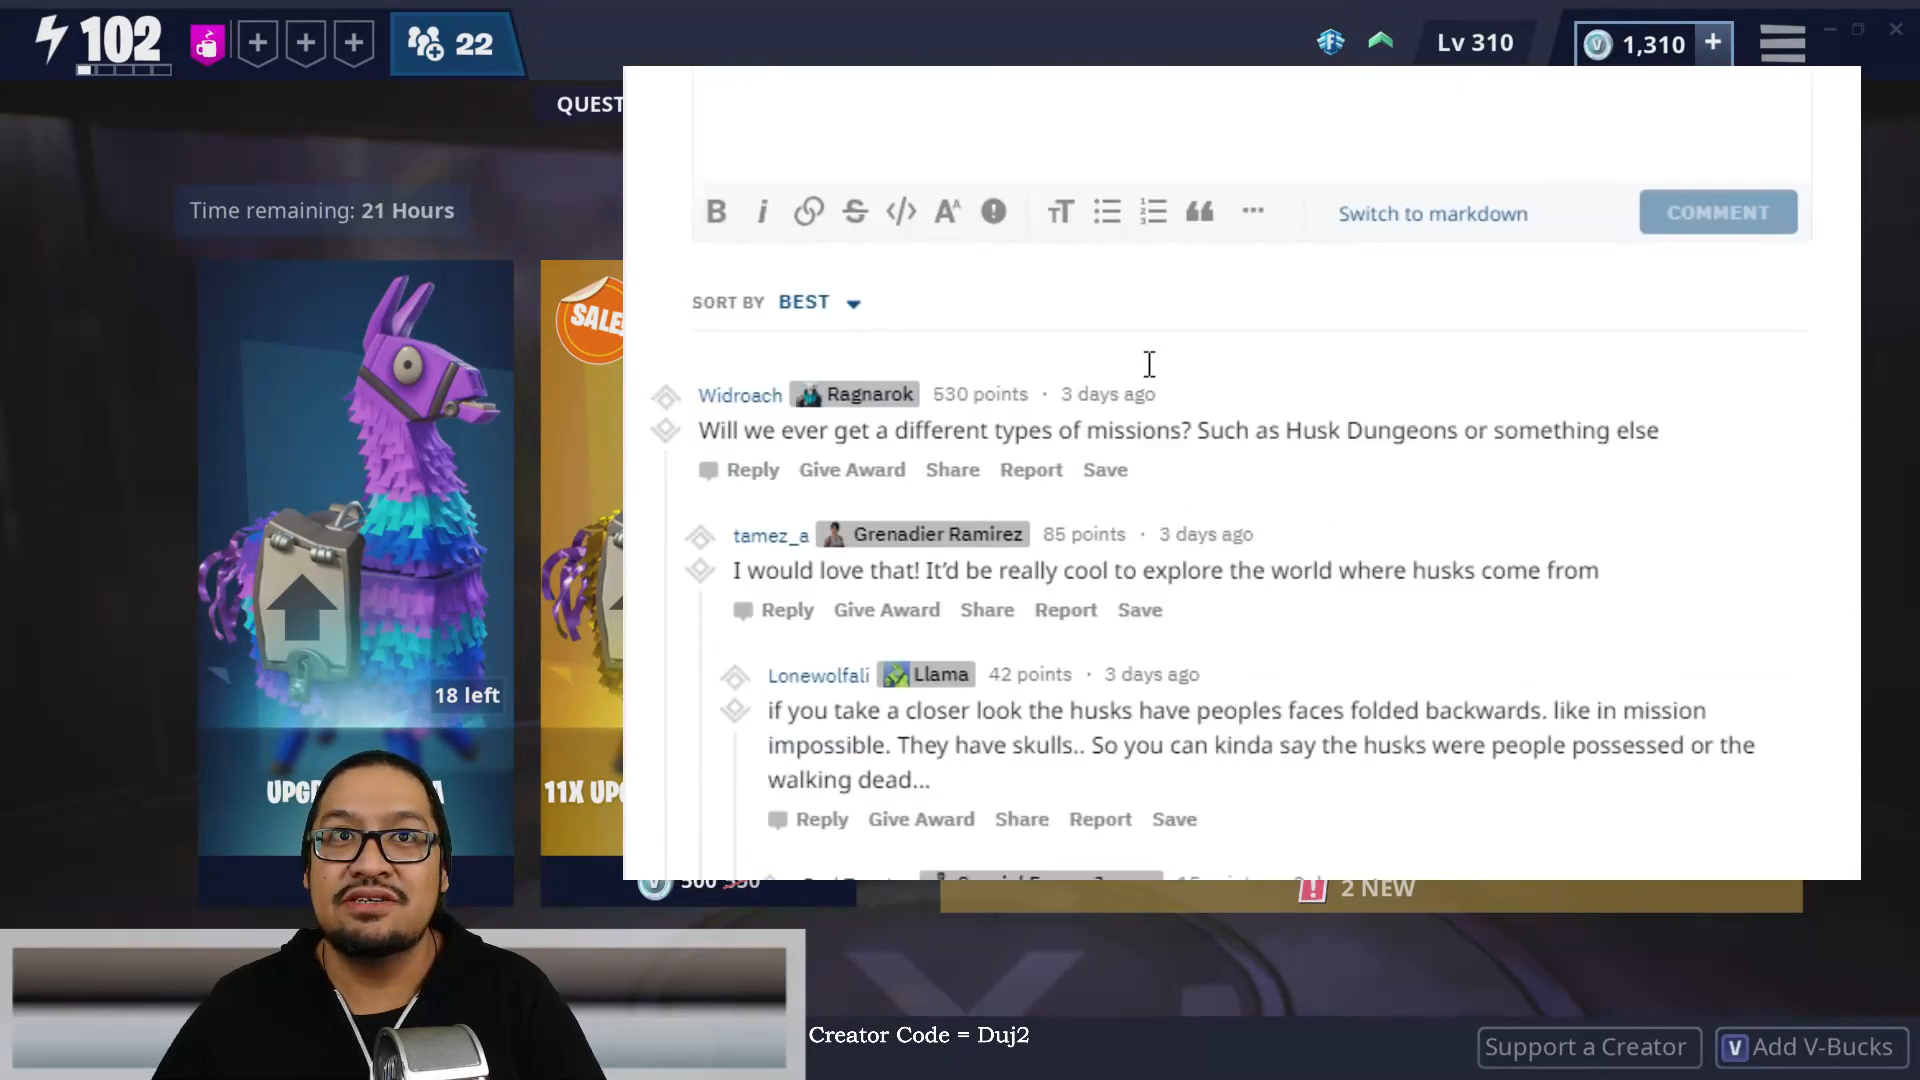 102
22
Lv 310
1,310
QUEST
Time remaining: 21 Hours
SALE
18 left
11X UP
500
2 NEW
Switch to markdown
COMMENT
SORT BY BEST
Widroach Ragnarok 530 points · 3 days ago
Will we ever get a different types of missions? Such as Husk Dungeons or something else
Reply Give Award Share Report Save
tamez_a Grenadier Ramirez 85 points · 3 days ago
I would love that! It'd be really cool to explore the world where husks come from
Reply Give Award Share Report Save
Lonewolfali Llama 42 points · 3 days ago
if you take a closer look the husks have peoples faces folded backwards. like in mission
impossible. They have skulls.. So you can kinda say the husks were people possessed or the
walking dead...
Reply Give Award Share Report Save
Creator Code = Duj2
Support a Creator
V Add V-Bucks